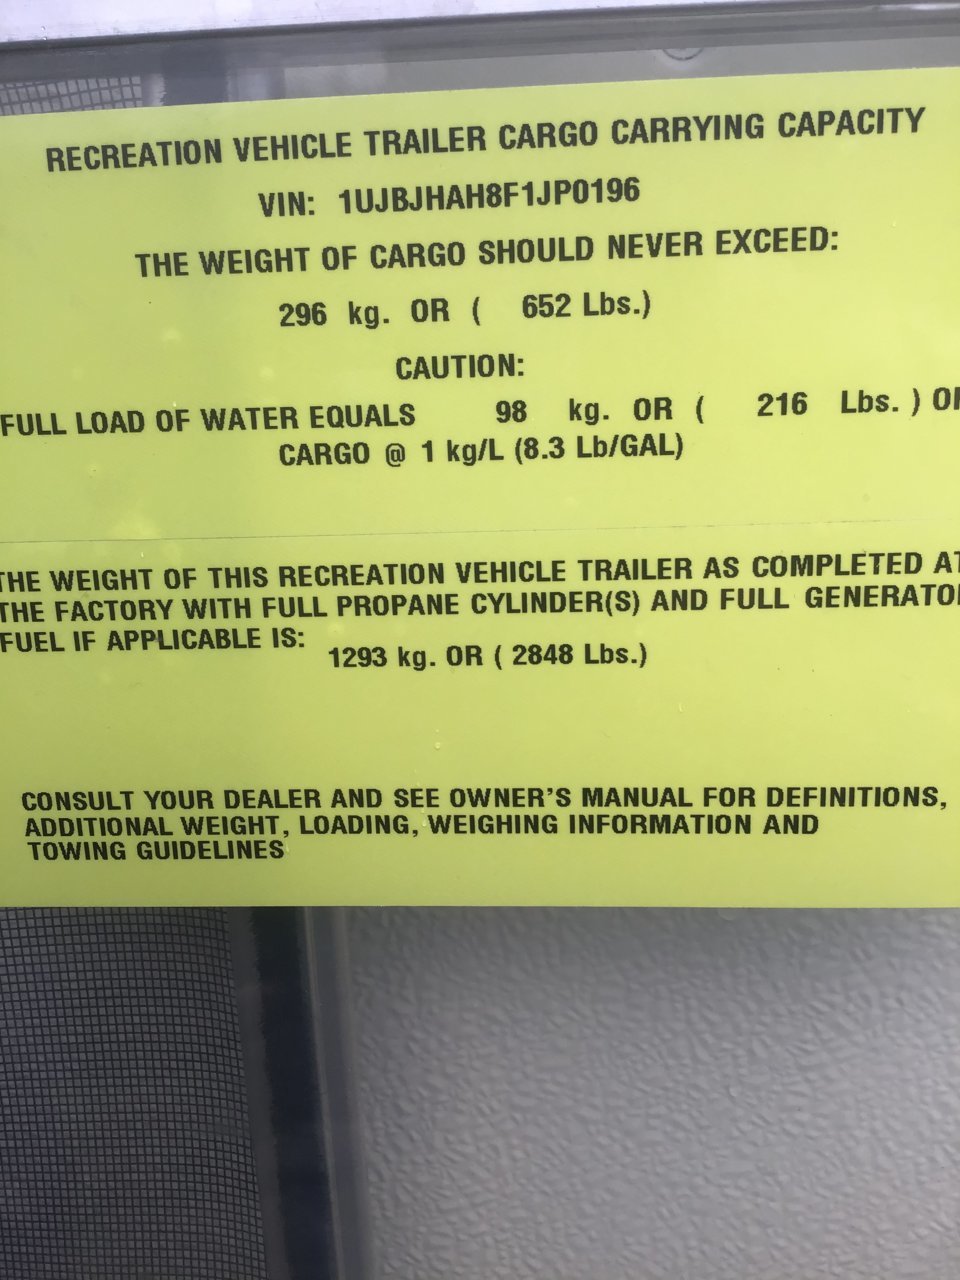 RECREATION VEHICLE TRAILER CARGO CARRYING CAPACITY
VIN: 1UJBJHAH8F1JP0196
THE WEIGHT OF CARGO SHOULD NEVER EXCEED:
296 kg. OR ( 652 Lbs.)
CAUTION:
FULL LOAD OF WATER EQUALS 98 kg. OR ( 216 Lbs. ) OF
CARGO @ 1 kg/L (8.3 Lb/GAL)
THE WEIGHT OF THIS RECREATION VEHICLE TRAILER AS COMPLETED AT
THE FACTORY WITH FULL PROPANE CYLINDER(S) AND FULL GENERATO
FUEL IF APPLICABLE IS:
1293 kg. OR ( 2848 Lbs.)
CONSULT YOUR DEALER AND SEE OWNER'S MANUAL FOR DEFINITIONS,
ADDITIONAL WEIGHT, LOADING, WEIGHING INFORMATION AND
TOWING GUIDELINES